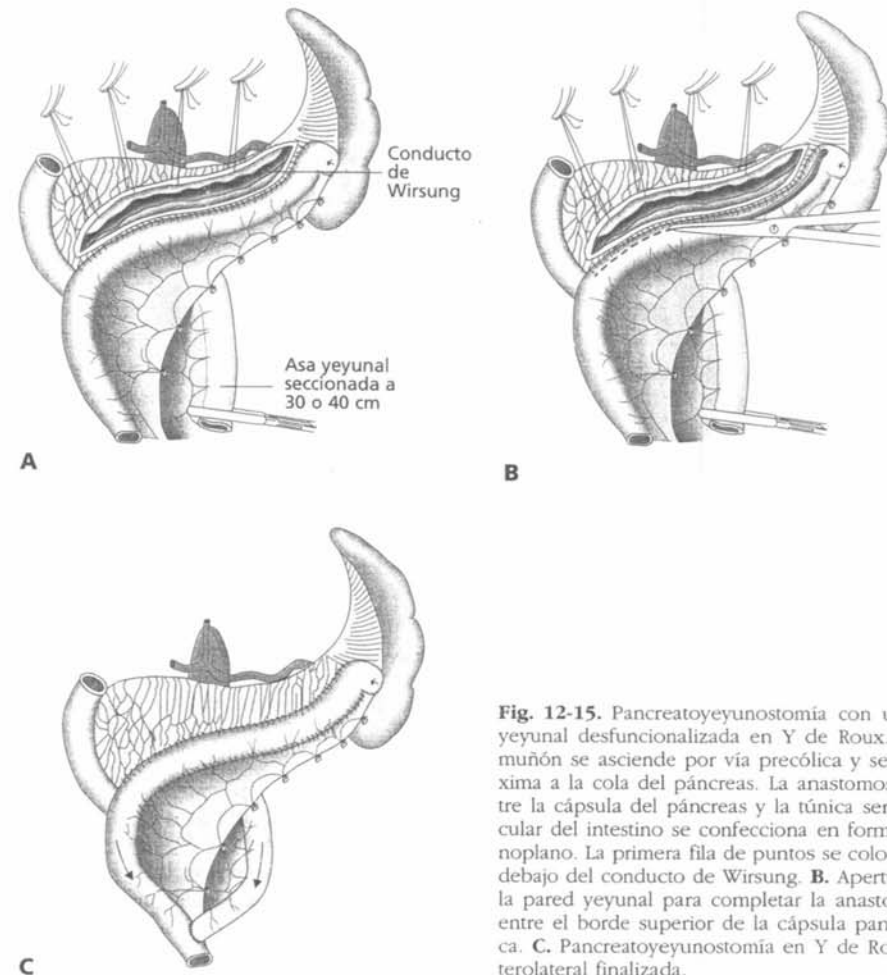 Conducto
de
Wirsung
Asa yeyunal
seccionada a
30 o 40 cm
A
B
C
Fig. 12-15. Pancreatoyeyunostomía con u
yeyunal desfuncionalizada en Y de Roux.
muñón se asciende por vía precólica y se
xima a la cola del páncreas. La anastomos
tre la cápsula del páncreas y la túnica ser
cular del intestino se confecciona en form
noplano. La primera fila de puntos se colo
debajo del conducto de Wirsung. B. Apert
la pared yeyunal para completar la anasto
entre el borde superior de la cápsula pan
ca. C. Pancreatoyeyunostomía en Y de Ro
terolateral finalizada.